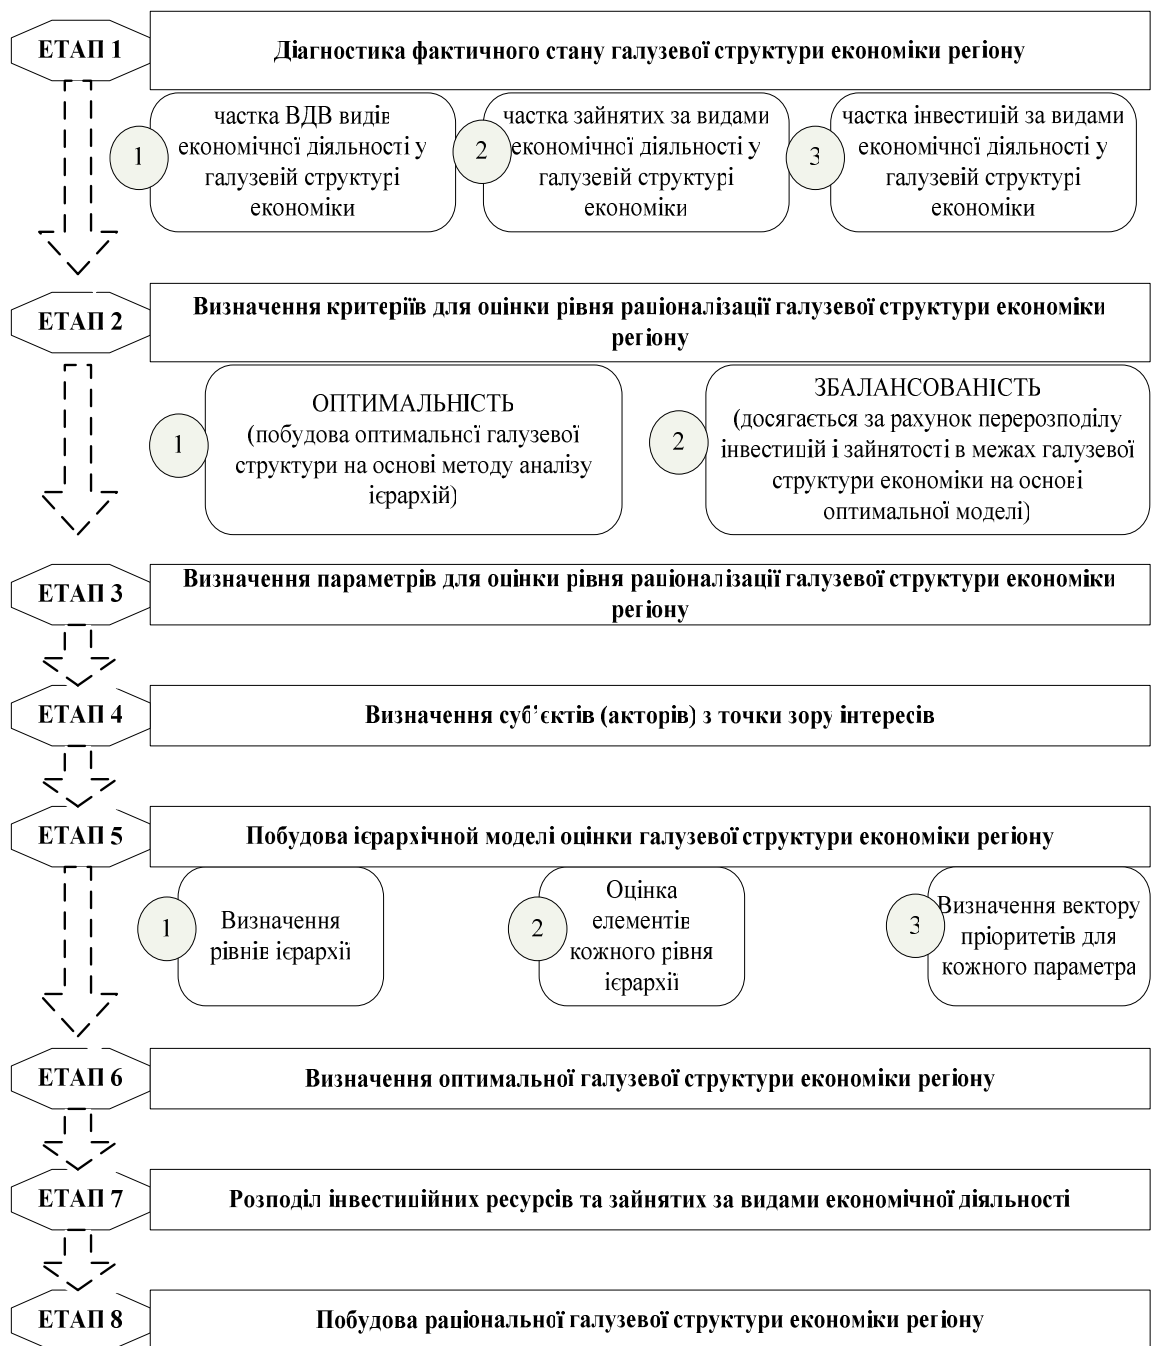 ЕТАП 1
Діагностика фактичного стану галузевої структури економіки регіону
1
частка ВДВ видів
економічної діяльності у
галузевій структурі
економіки
2
частка зайнятих за видами
економічної діяльності у
галузевій структурі
економіки
3
частка інвестицій за видами
економічної діяльності у
галузевій структурі
економіки
ЕТАП 2
Визначення критеріїв для оцінки рівня раціоналізації галузевої структури економіки
регіону
1
ОПТИМАЛЬНІСТЬ
(побудова оптимальної галузевої
структури на основі методу аналізу
ієрархій)
2
ЗБАЛАНСОВАНІСТЬ
(досягається за рахунок перерозподілу
інвестицій і зайнятості в межах галузевої
структури економіки на основі
оптимальної моделі)
ЕТАП 3
Визначення параметрів для оцінки рівня раціоналізації галузевої структури економіки
регіону
ЕТАП 4
Визначення суб’єктів (акторів) з точки зору інтересів
ЕТАП 5
Побудова ієрархічної моделі оцінки галузевої структури економіки регіону
1
Визначення
рівнів ієрархії
2
Оцінка
елементів
кожного рівня
ієрархії
3
Визначення вектору
пріоритетів для
кожного параметра
ЕТАП 6
Визначення оптимальної галузевої структури економіки регіону
ЕТАП 7
Розподіл інвестиційних ресурсів та зайнятих за видами економічної діяльності
ЕТАП 8
Побудова раціональної галузевої структури економіки регіону